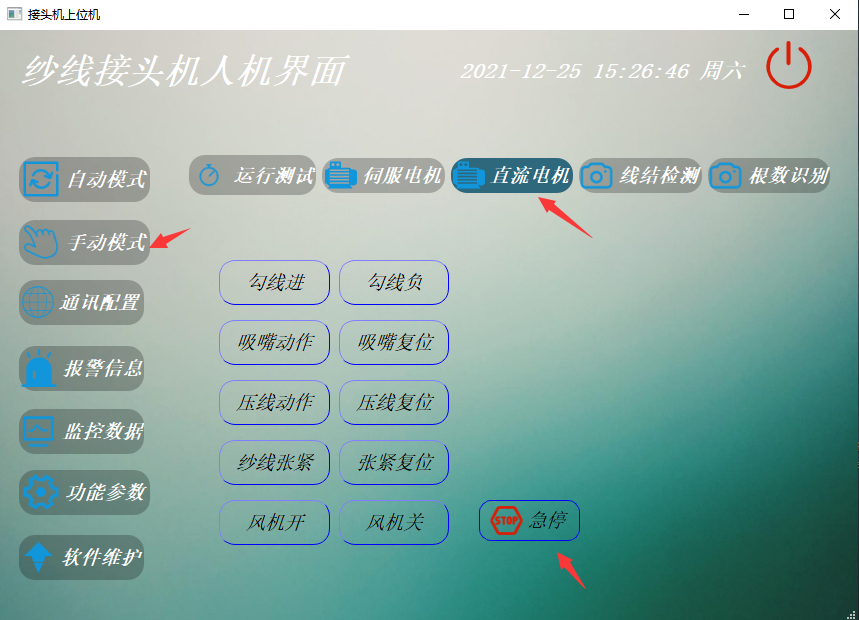 接头机上位机
纱线接头机人机界面
2021-12-25 15:26:46 周六
自动模式
运行测试
伺服电机
直流电机
线结检测
根数识别
手动模式
通讯配置
报警信息
监控数据
功能参数
软件维护
勾线进
勾线负
吸嘴动作
吸嘴复位
压线动作
压线复位
纱线张紧
张紧复位
风机开
风机关
STOP 急停